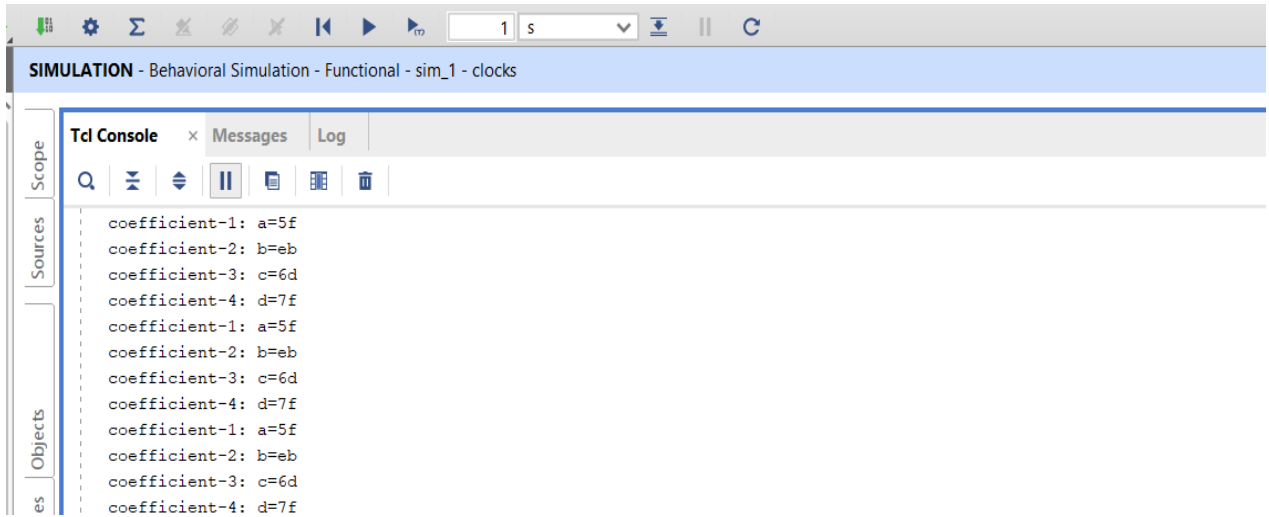 1 s
SIMULATION - Behavioral Simulation - Functional - sim_1 - clocks
Scope
Sources
Objects
es
Tcl Console × Messages Log
coefficient-1: a=5f
coefficient-2: b=eb
coefficient-3: c=6d
coefficient-4: d=7f
coefficient-1: a=5f
coefficient-2: b=eb
coefficient-3: c=6d
coefficient-4: d=7f
coefficient-1: a=5f
coefficient-2: b=eb
coefficient-3: c=6d
coefficient-4: d=7f